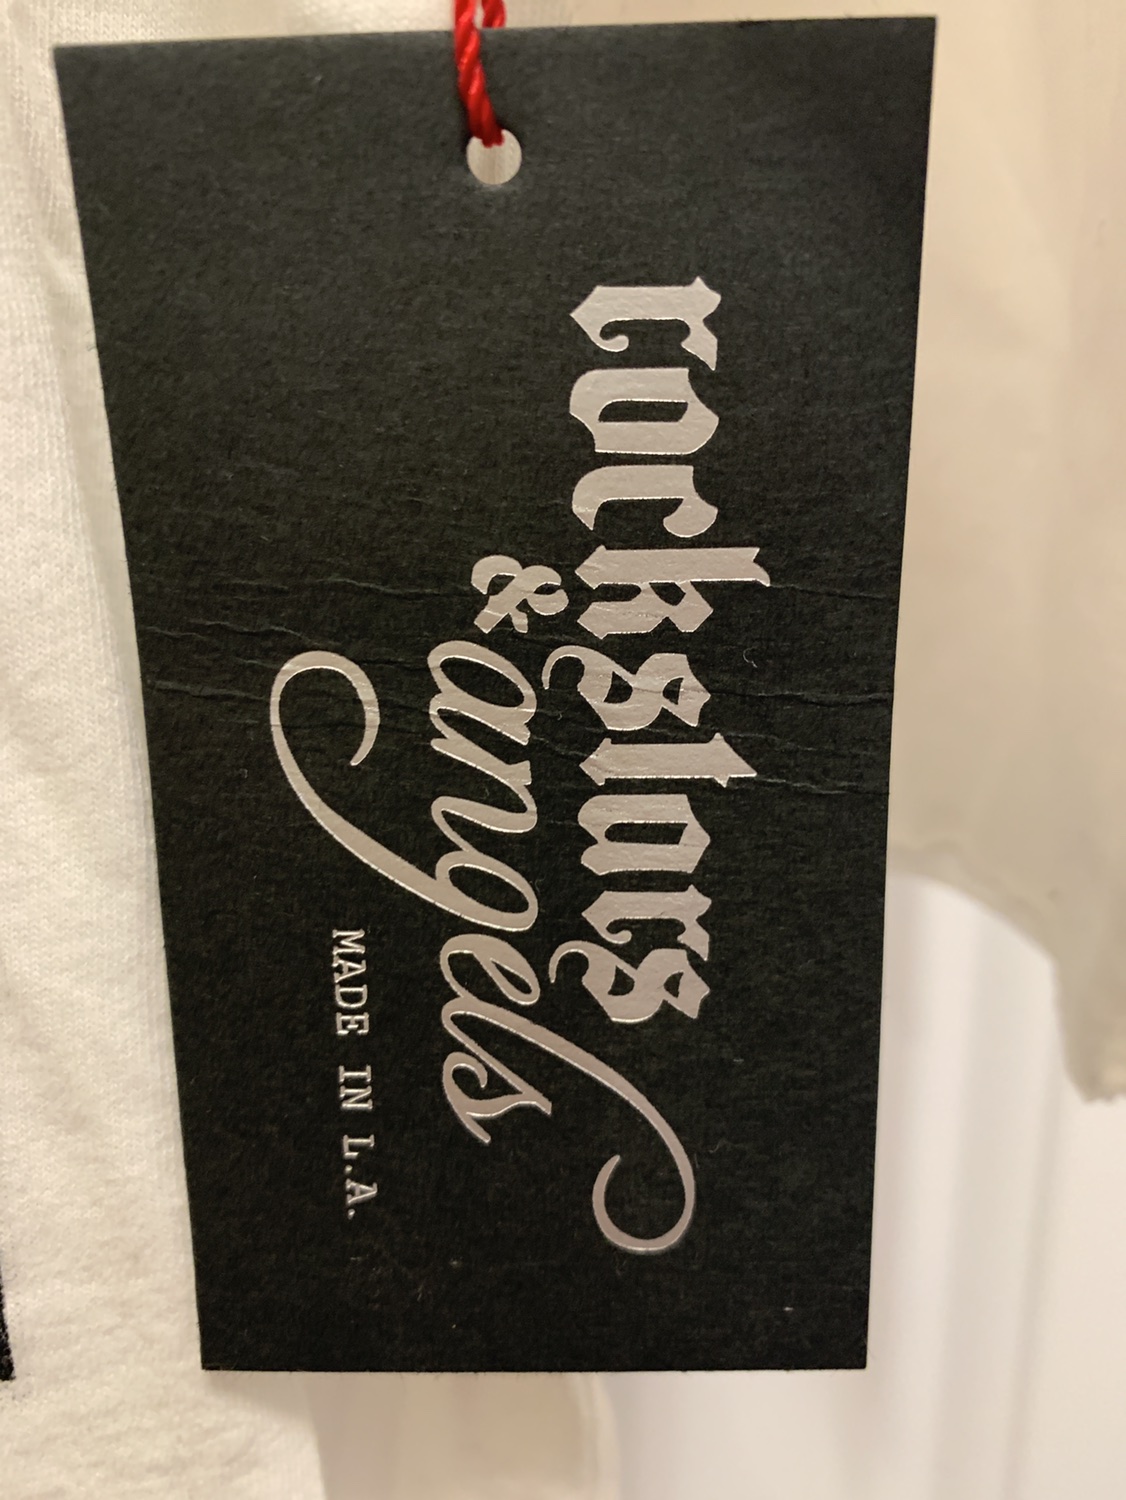 rockstars
& angels
MADE IN L.A.